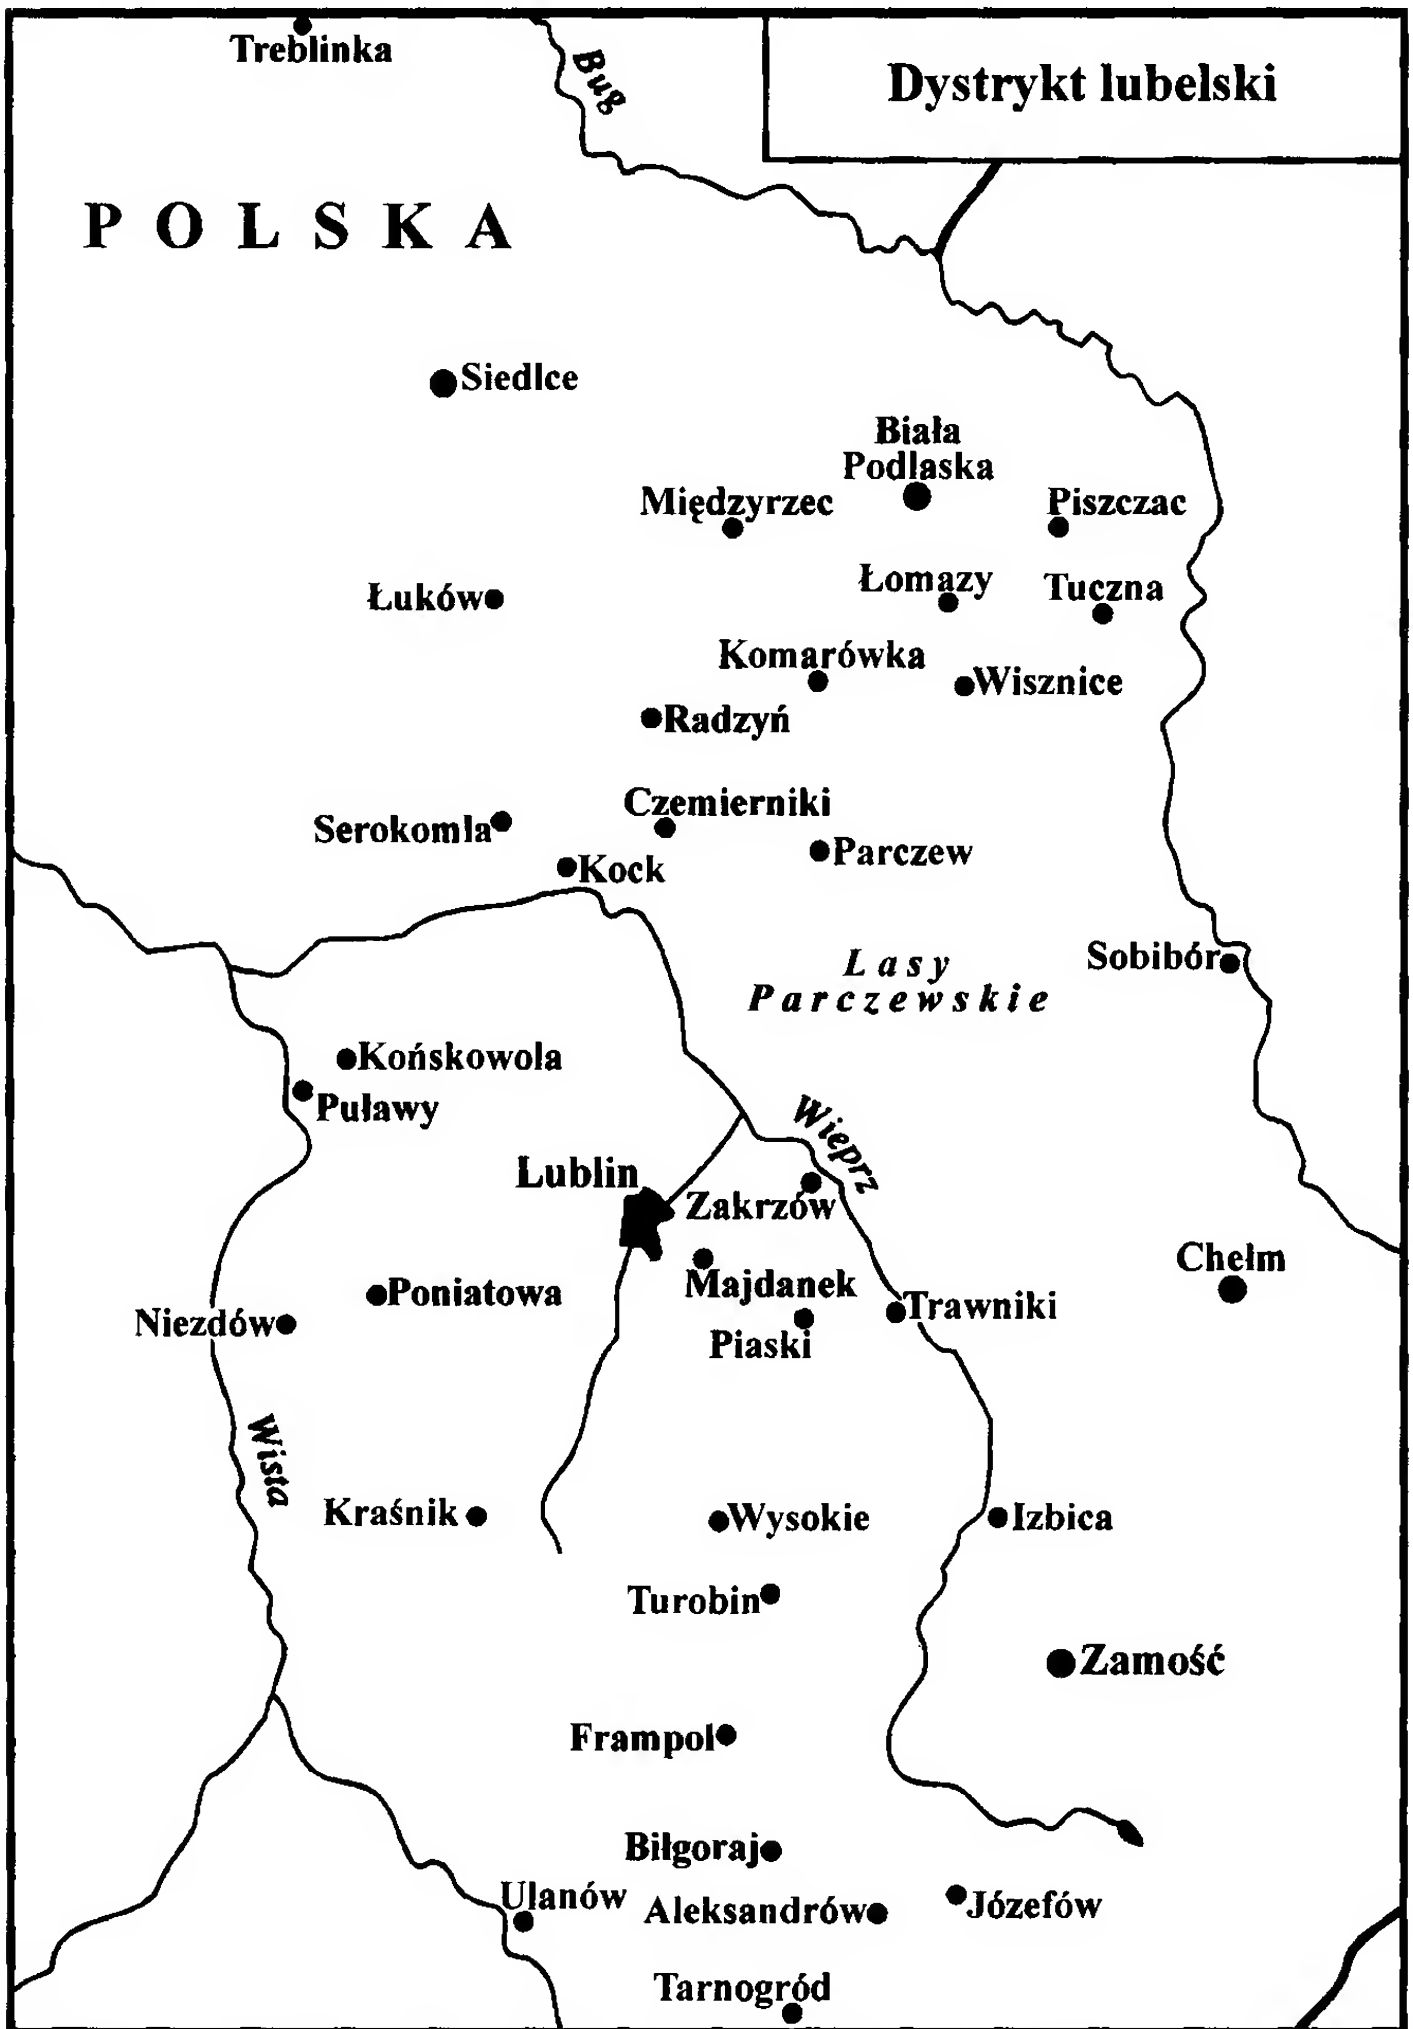 Treblinka
Bug
Dystrykt lubelski
POLSKA
Siedlce
Biała
Podlaska
Międzyrzec
Piszczac
Łomazy
Tuczna
Łuków
Komarówka
Wisznice
Radzyń
Czemierniki
Serokomla
Parczew
Kock
Lasy
Parczewskie
Sobibór
Końskowola
Puławy
Wieprz
Lublin
Zakrzów
Chełm
Majdanek
Poniatowa
Trawniki
Niezdów
Piaski
Wisła
Kraśnik
Wysokie
Izbica
Turobin
Zamość
Frampol
Biłgoraj
Ulanów
Aleksandrów
Józefów
Tarnogród